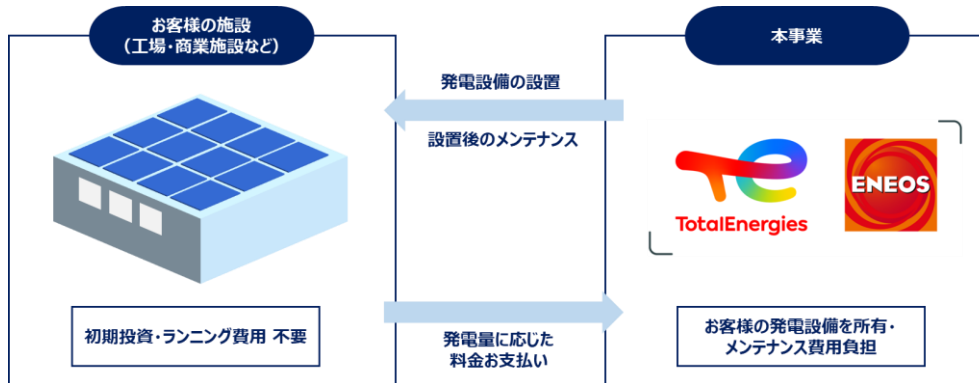 お客様の施設
（工場・商業施設など）
本事業
発電設備の設置
設置後のメンテナンス
TotalEnergies
ENEOS
初期投資・ランニング費用 不要
発電量に応じた
料金お支払い
お客様の発電設備を所有・
メンテナンス費用負担